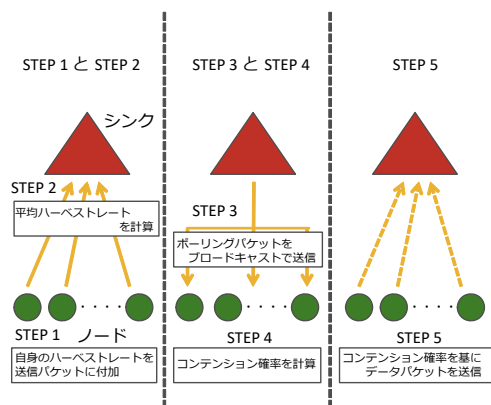 STEP 1 と STEP 2
シンク
STEP 2
平均ハーベストレート
を計算
STEP 1 ノード
自身のハーベストレートを
送信パケットに付加
STEP 3 と STEP 4
STEP 3
ポーリングパケットを
ブロードキャストで送信
STEP 4
コンテンション確率を計算
STEP 5
STEP 5
コンテンション確率を基に
データパケットを送信